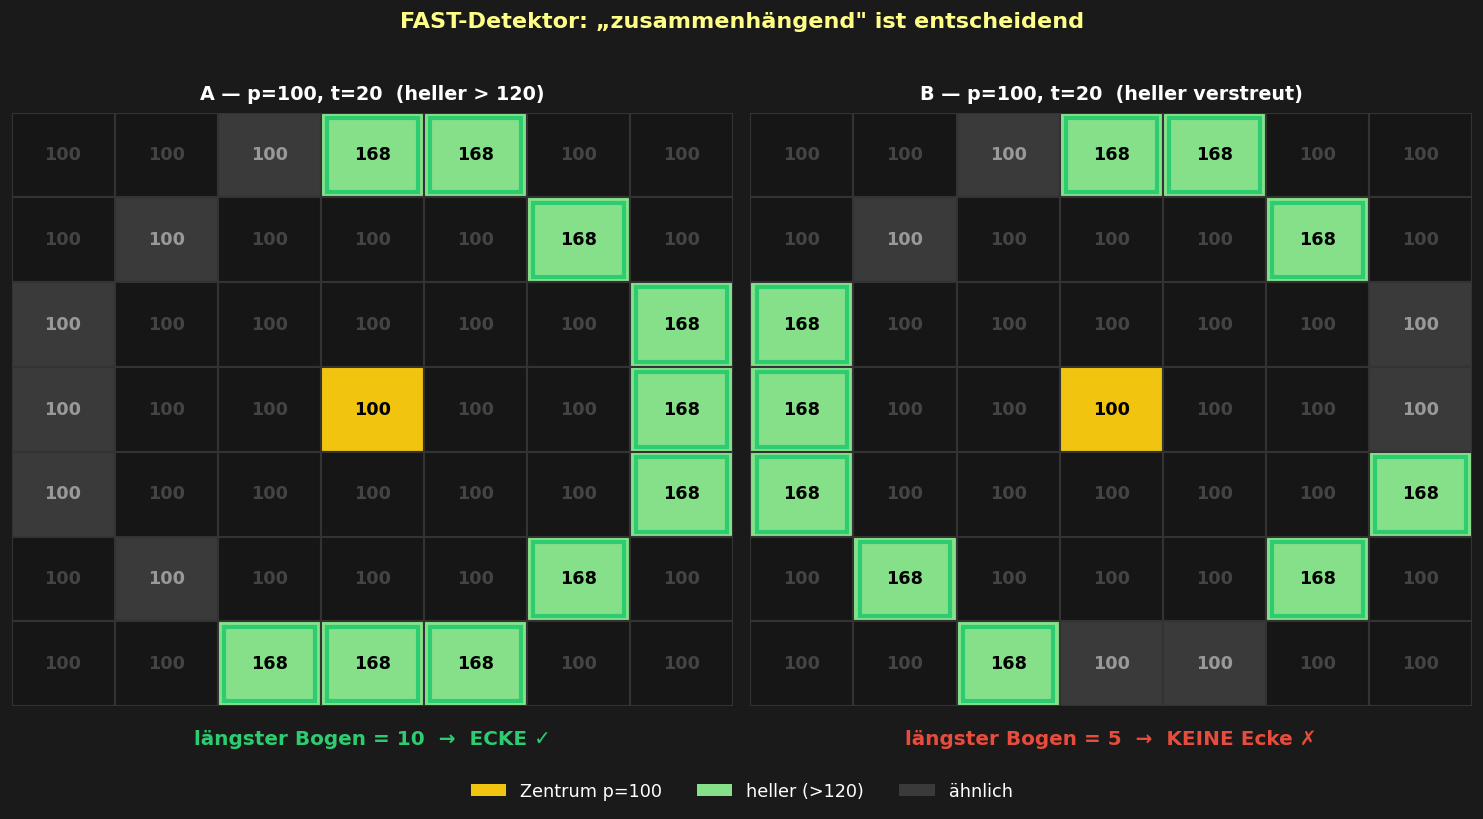 FAST-Detektor: „zusammenhängend" ist entscheidend
A — p=100, t=20  (heller > 120)
100 100 100 168 168 100 100
100 100 100 100 100 168 100
100 100 100 100 100 100 168
100 100 100 100 100 100 168
100 100 100 100 100 100 168
100 100 100 100 100 168 100
100 100 168 168 168 100 100
längster Bogen = 10  →  ECKE ✓
B — p=100, t=20  (heller verstreut)
100 100 100 168 168 100 100
100 100 100 100 100 168 100
168 100 100 100 100 100 100
168 100 100 100 100 100 100
168 100 100 100 100 100 168
100 168 100 100 100 168 100
100 100 168 100 100 100 100
längster Bogen = 5  →  KEINE Ecke ✗
Zentrum p=100
heller (>120)
ähnlich